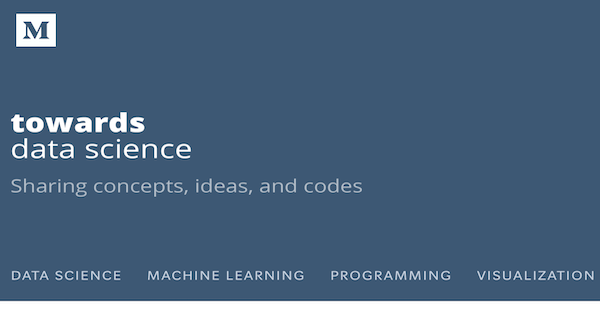 M
towards
data science
Sharing concepts, ideas, and codes
DATA SCIENCE MACHINE LEARNING PROGRAMMING VISUALIZATION